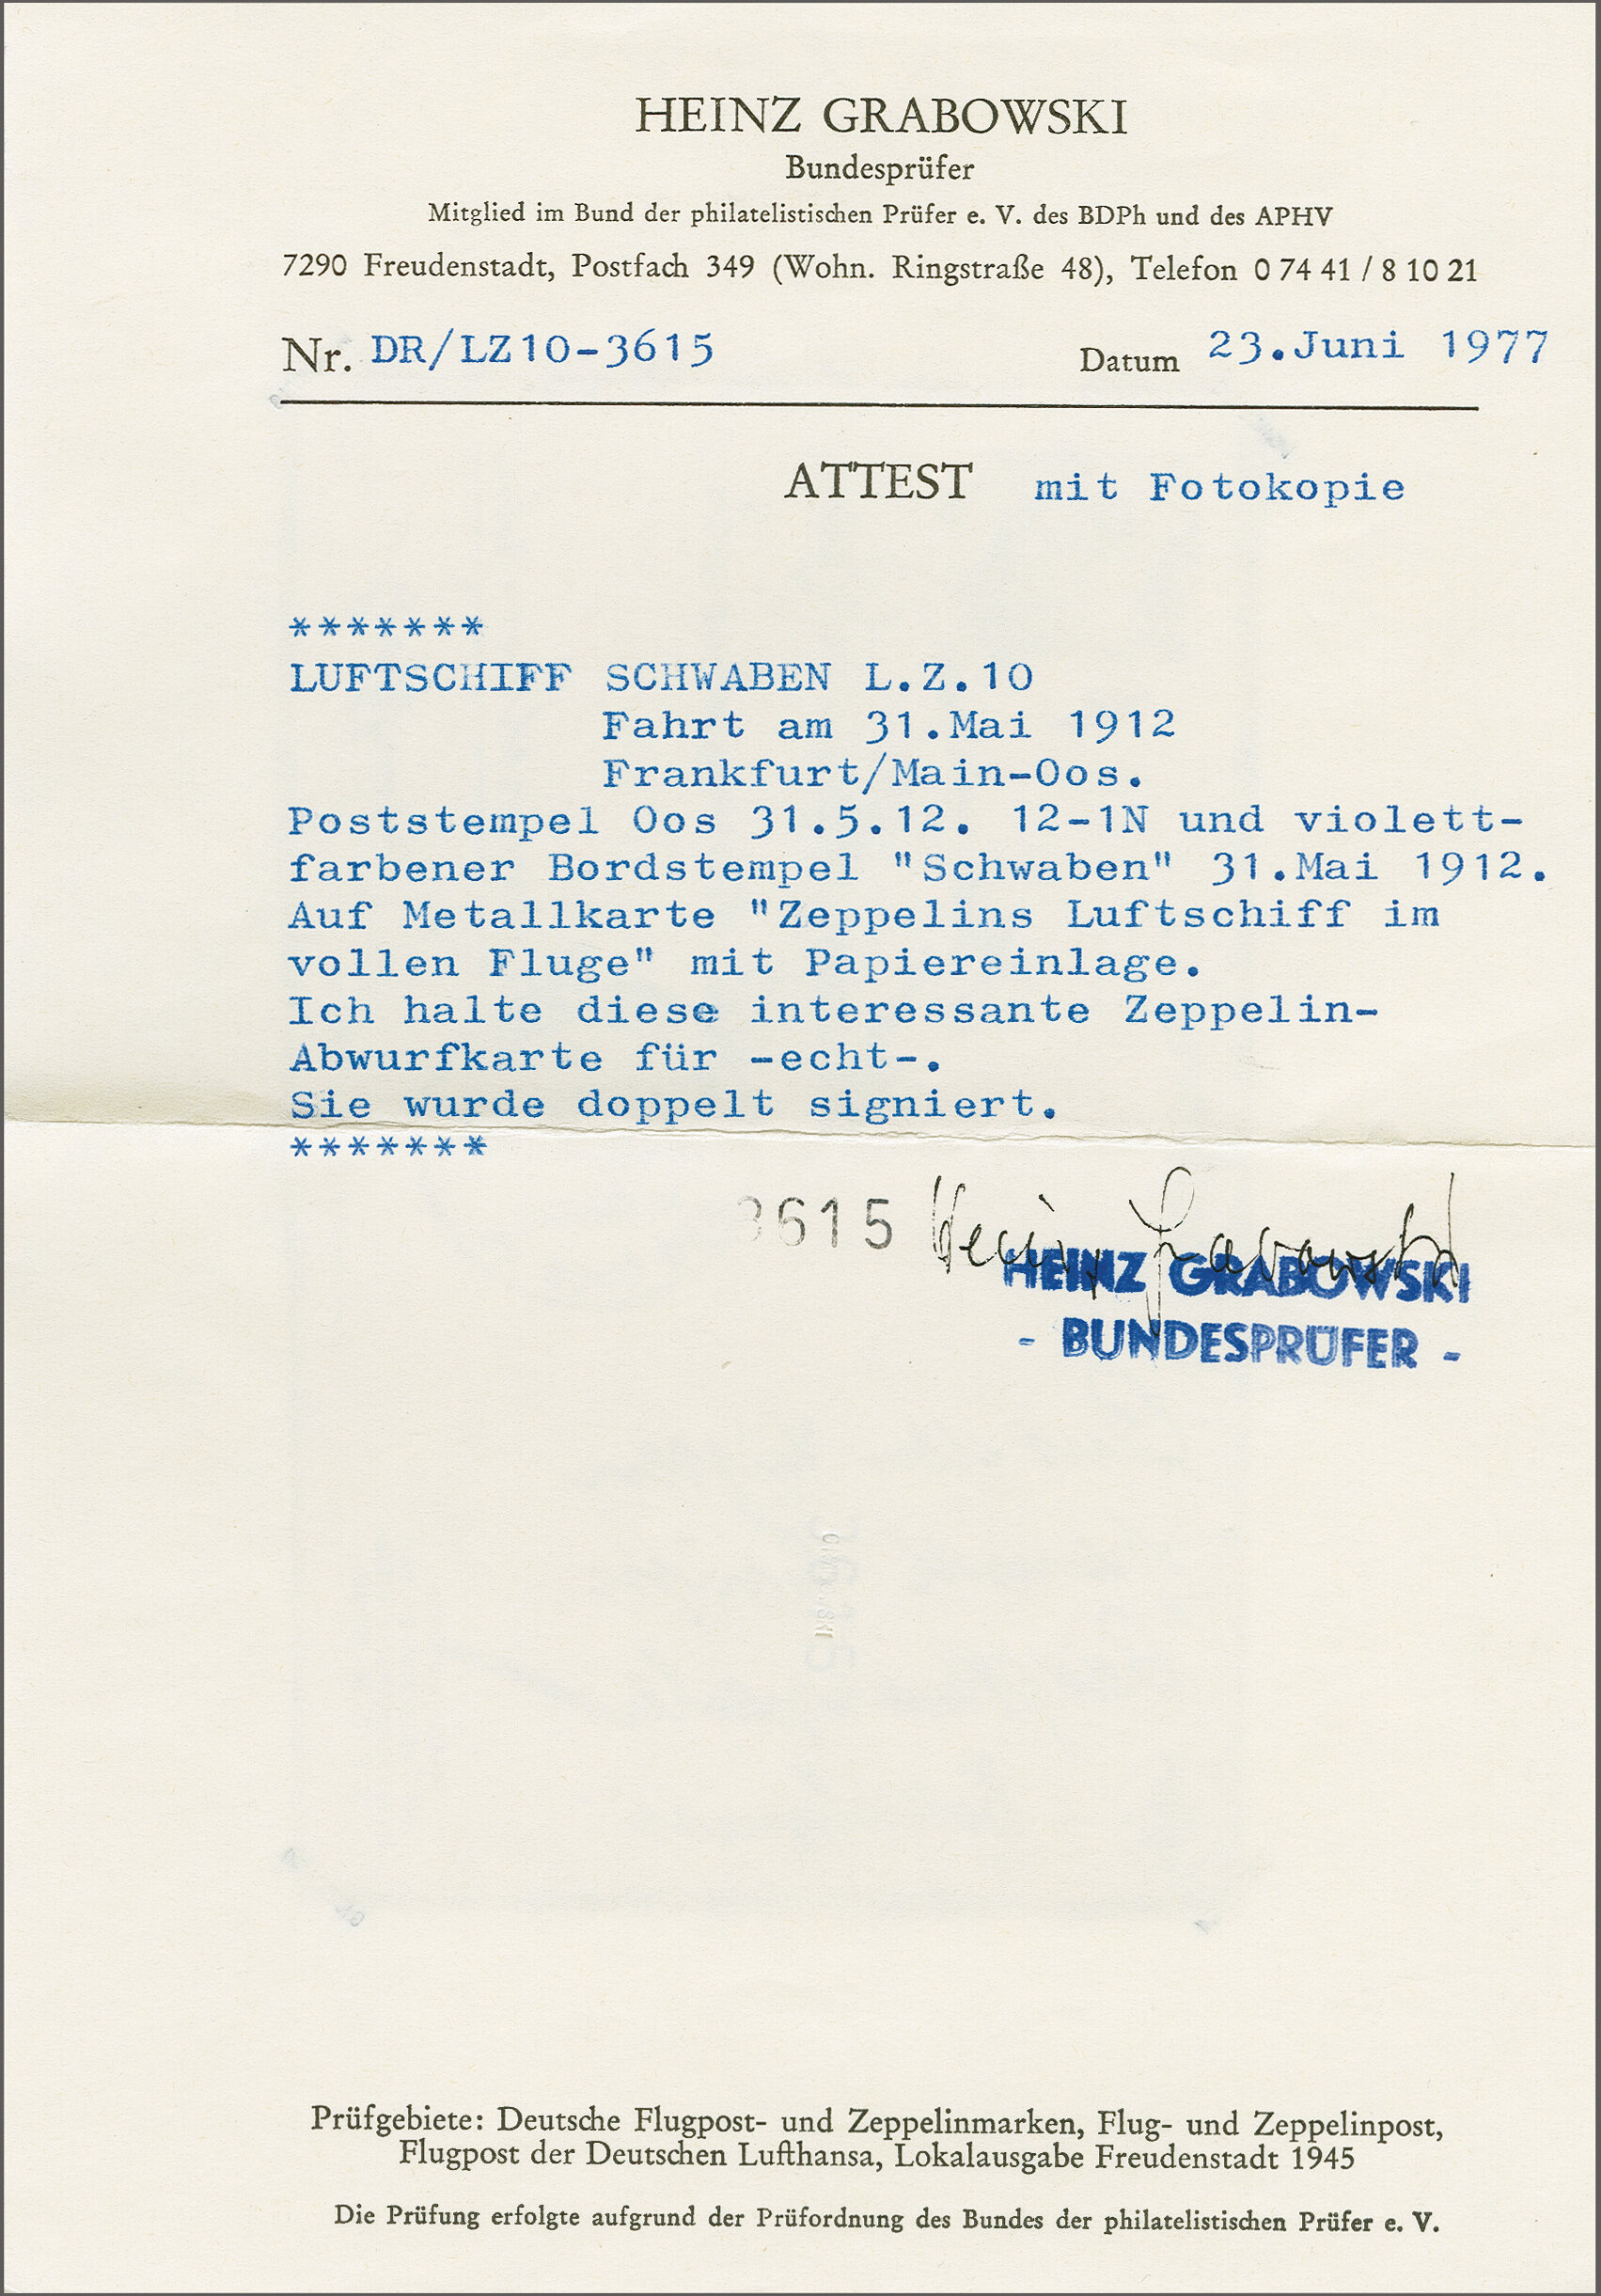 HEINZ GRABOWSKI
Bundesprüfer
Mitglied im Bund der philatelistischen Prüfer e. V. des BDPh und des APHV
7290 Freudenstadt, Postfach 349 (Wohn. Ringstraße 48), Telefon 0 74 41 / 8 10 21
Nr. DR/LZ10-3615 Datum 23.Juni 1977
ATTEST mit Fotokopie
*******
LUFTSCHIFF SCHWABEN L.Z.10
Fahrt am 31.Mai 1912
Frankfurt/Main-Oos.
Poststempel Oos 31.5.12. 12-1N und violett-
farbener Bordstempel "Schwaben" 31.Mai 1912.
Auf Metallkarte "Zeppelins Luftschiff im
vollen Fluge" mit Papiereinlage.
Ich halte diese interessante Zeppelin-
Abwurfkarte für -echt-.
Sie wurde doppelt signiert.
*******
3615 Heinz Grabowski
HEINZ GRABOWSKI
- BUNDESPRÜFER -
Prüfgebiete: Deutsche Flugpost- und Zeppelinmarken, Flug- und Zeppelinpost,
Flugpost der Deutschen Lufthansa, Lokalausgabe Freudenstadt 1945
Die Prüfung erfolgte aufgrund der Prüfordnung des Bundes der philatelistischen Prüfer e. V.